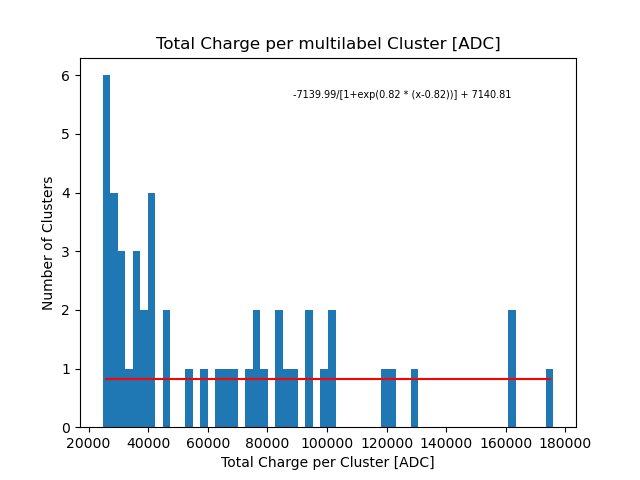 Total Charge per multilabel Cluster [ADC]
-7139.99/[1+exp(0.82 * (x-0.82))] + 7140.81
6
5
4
3
2
1
0
Number of Clusters
20000 40000 60000 80000 100000 120000 140000 160000 180000
Total Charge per Cluster [ADC]